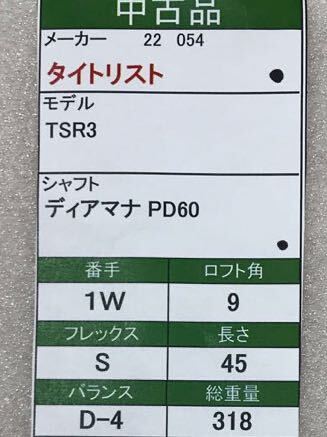 中古品
メーカー 22 054
タイトリスト
モデル
TSR3
シャフト
ディアマナ PD60
番手 ロフト角
1W 9
フレックス 長さ
S 45
バランス 総重量
D-4 318